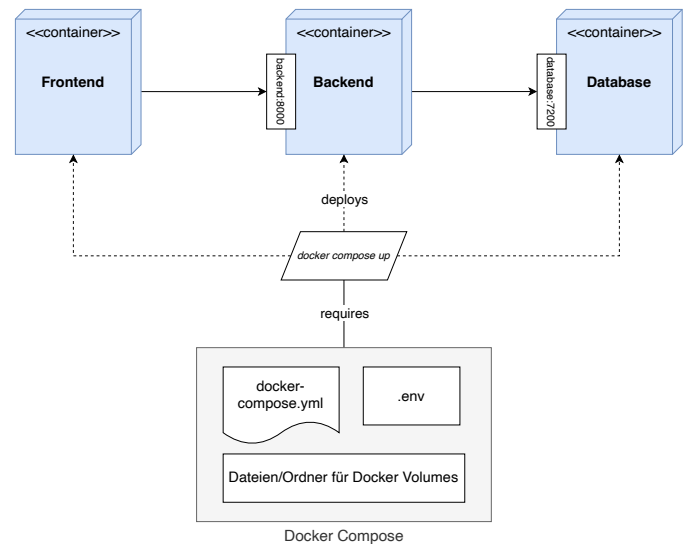 <<container>>
Frontend
<<container>>
Backend
<<container>>
Database
backend:8000
database:7200
deploys
docker compose up
requires
docker-
compose.yml
.env
Dateien/Ordner für Docker Volumes
Docker Compose